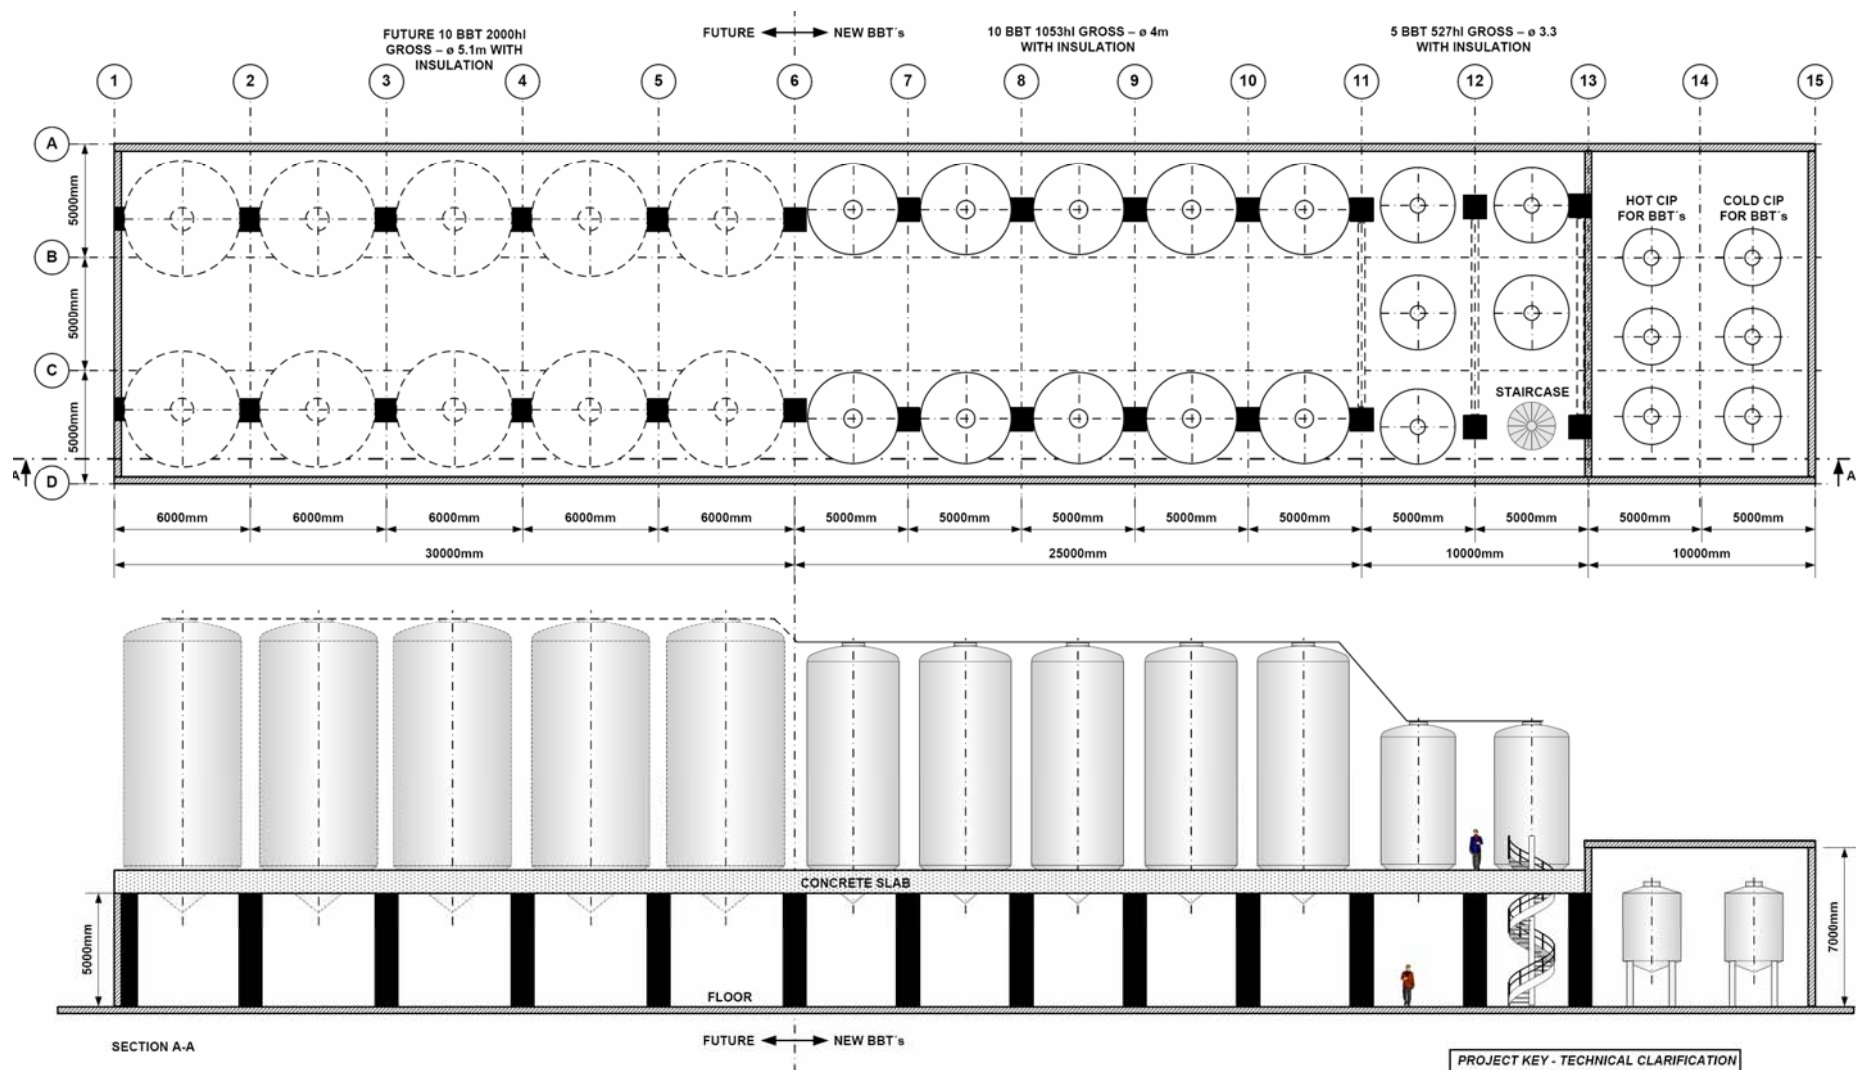 FUTURE 10 BBT 2000hl
GROSS – ø 5.1m WITH
INSULATION
FUTURE
NEW BBT´s
10 BBT 1053hl GROSS – ø 4m
WITH INSULATION
5 BBT 527hl GROSS – ø 3.3
WITH INSULATION
1
2
3
4
5
6
7
8
9
10
11
12
13
14
15
A
B
C
D
5000mm
5000mm
5000mm
HOT CIP
FOR BBT´s
COLD CIP
FOR BBT´s
STAIRCASE
A
A
6000mm
6000mm
6000mm
6000mm
6000mm
5000mm
5000mm
5000mm
5000mm
5000mm
5000mm
5000mm
5000mm
5000mm
30000mm
25000mm
10000mm
10000mm
CONCRETE SLAB
5000mm
7000mm
FLOOR
SECTION A-A
FUTURE
NEW BBT´s
PROJECT KEY - TECHNICAL CLARIFICATION